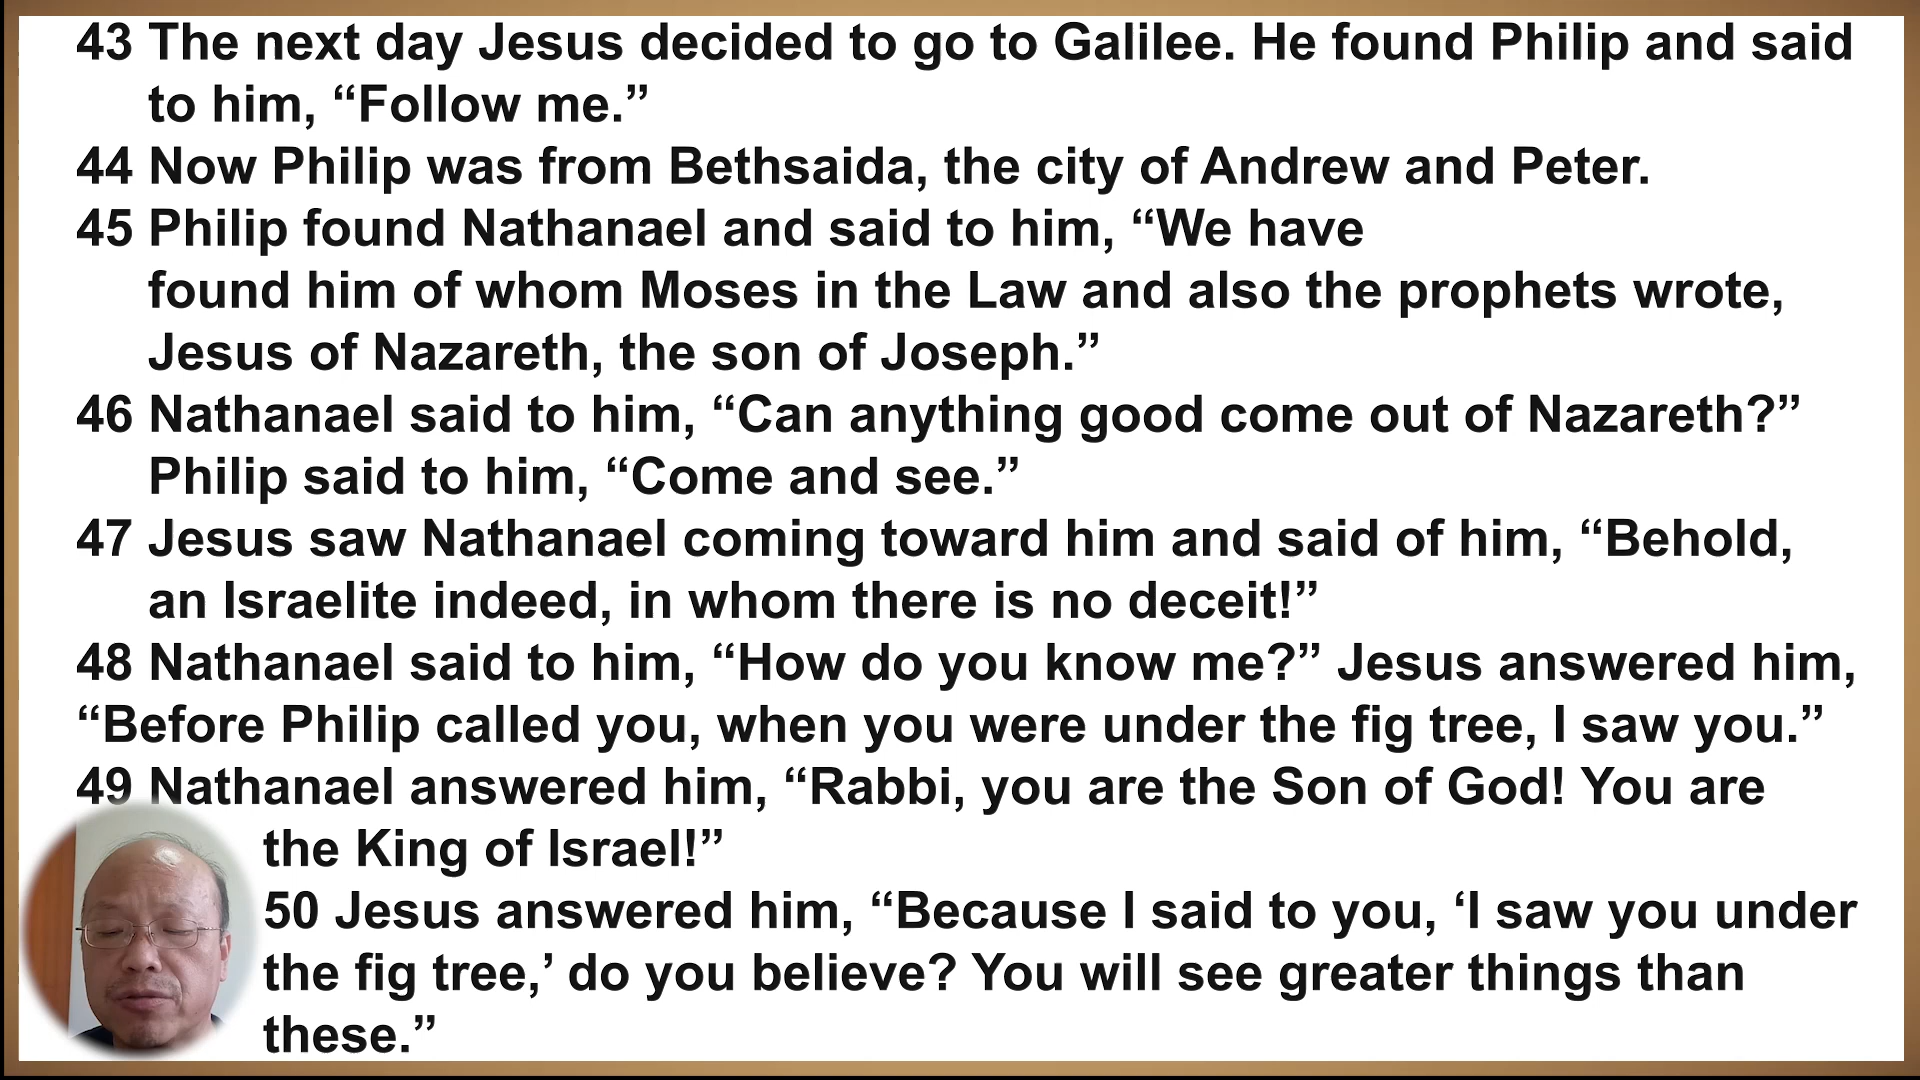 43 The next day Jesus decided to go to Galilee. He found Philip and said
to him, “Follow me.”
44 Now Philip was from Bethsaida, the city of Andrew and Peter.
45 Philip found Nathanael and said to him, “We have
found him of whom Moses in the Law and also the prophets wrote,
Jesus of Nazareth, the son of Joseph.”
46 Nathanael said to him, “Can anything good come out of Nazareth?”
Philip said to him, “Come and see.”
47 Jesus saw Nathanael coming toward him and said of him, “Behold,
an Israelite indeed, in whom there is no deceit!”
48 Nathanael said to him, “How do you know me?” Jesus answered him,
“Before Philip called you, when you were under the fig tree, I saw you.”
49 Nathanael answered him, “Rabbi, you are the Son of God! You are
the King of Israel!”
50 Jesus answered him, “Because I said to you, ‘I saw you under
the fig tree,’ do you believe? You will see greater things than
these.”